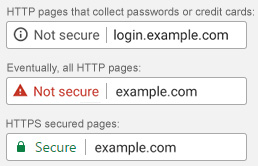 HTTP pages that collect passwords or credit cards:
Not secure | login.example.com
Eventually, all HTTP pages:
Not secure | example.com
HTTPS secured pages:
Secure | example.com